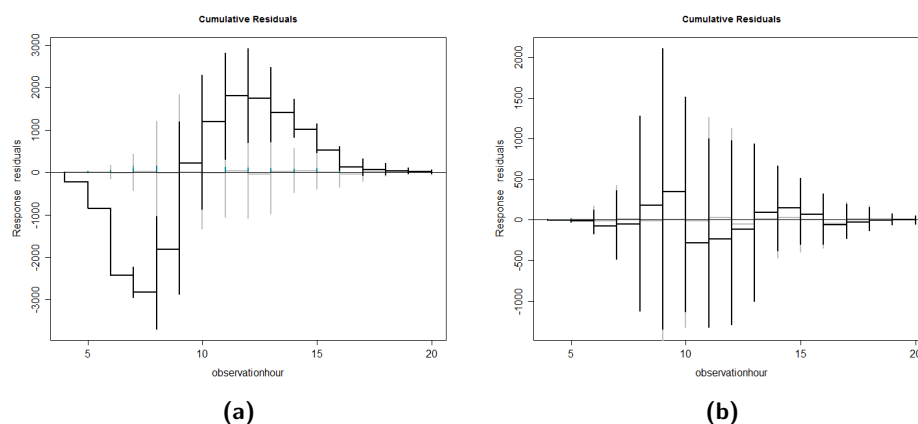 Cumulative Residuals
3000
2000
1000
0
-1000
-2000
-3000
Response residuals
5
10
15
20
observationhour
(a)
Cumulative Residuals
2000
1500
1000
500
0
-500
-1000
Response residuals
5
10
15
20
observationhour
(b)